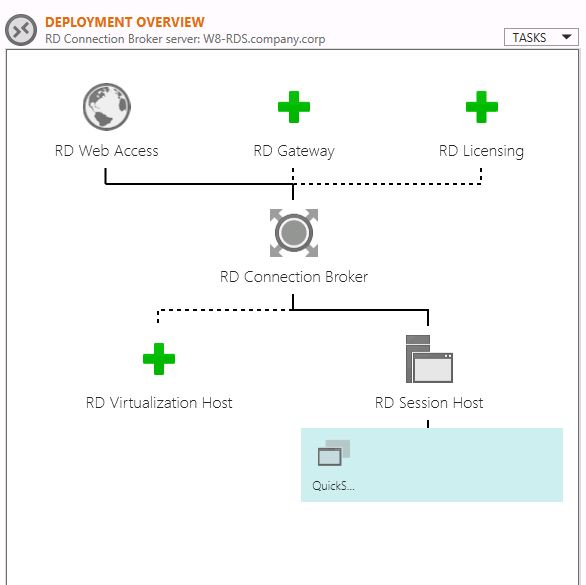 DEPLOYMENT OVERVIEW
RD Connection Broker server: W8-RDS.company.corp
TASKS
RD Web Access
RD Gateway
RD Licensing
RD Connection Broker
RD Virtualization Host
RD Session Host
QuickS...